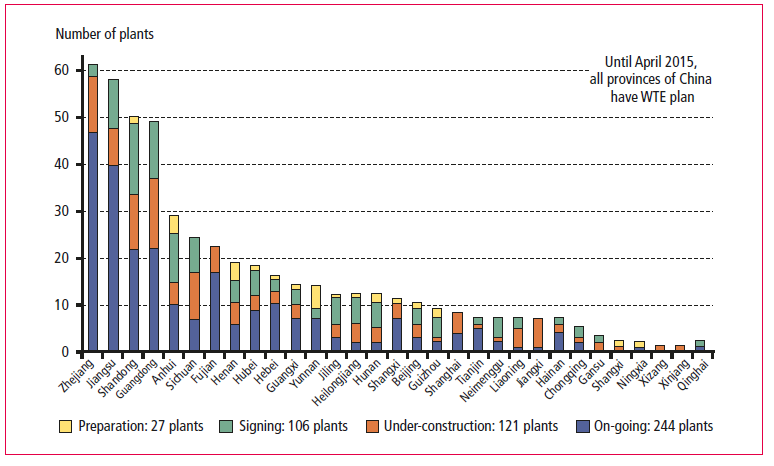 Number of plants
Until April 2015,
all provinces of China
have WTE plan
60
50
40
30
20
10
0
Zhejiang
Jiangsu
Shandong
Guangdong
Anhui
Sichuan
Fujian
Henan
Hubei
Hebei
Guangxi
Yunnan
Jiling
Heilongjiang
Hunan
Shangxi
Beijing
Guizhou
Shanghai
Tianjin
Neimenggu
Liaoning
Jiangxi
Hainan
Chongqing
Gansu
Shangxi
Ningxia
Xizang
Xinjiang
Qinghai
Preparation: 27 plants Signing: 106 plants Under-construction: 121 plants On-going: 244 plants